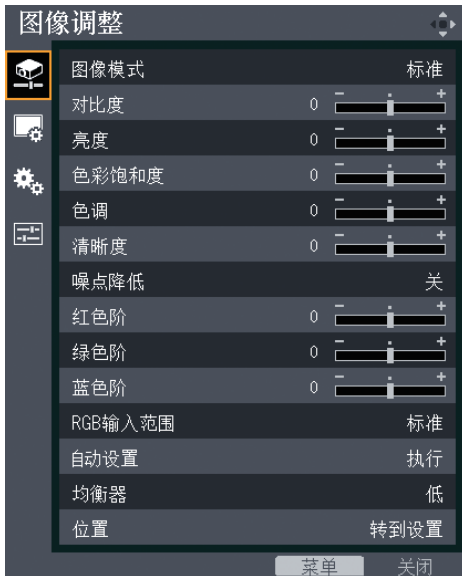 图像调整
图像模式 标准
对比度 0 - +
亮度 0 - +
色彩饱和度 0 - +
色调 0 - +
清晰度 0 - +
噪点降低 关
红色阶 0 - +
绿色阶 0 - +
蓝色阶 0 - +
RGB输入范围 标准
自动设置 执行
均衡器 低
位置 转到设置
菜单 关闭